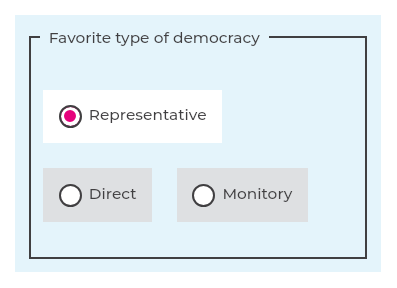 Favorite type of democracy
Representative
Direct
Monitory